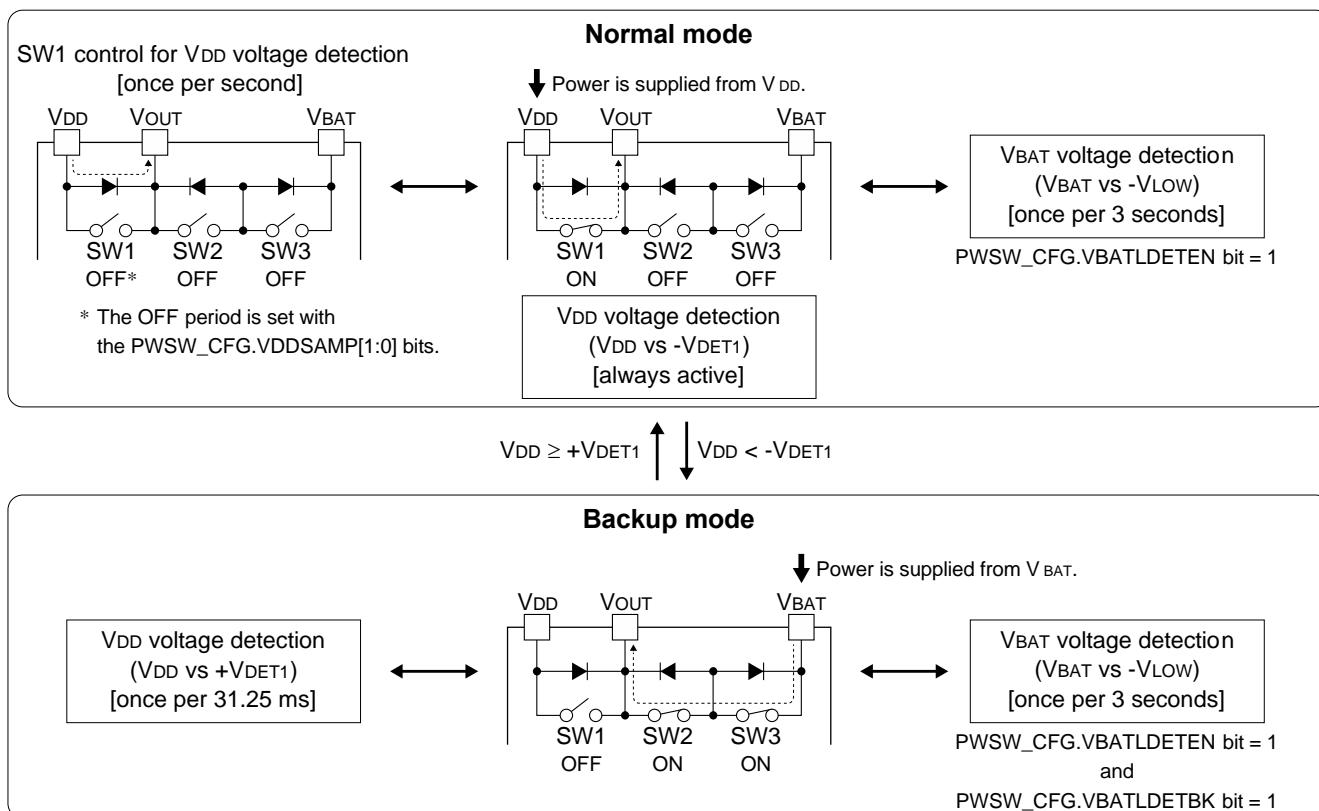 Normal mode
SW1 control for VDD voltage detection
[once per second]
VDD VOUT VBAT
SW1 SW2 SW3
OFF* OFF OFF
* The OFF period is set with
the PWSW_CFG.VDDSAMP[1:0] bits.
Power is supplied from VDD.
VDD VOUT VBAT
SW1 SW2 SW3
ON OFF OFF
VDD voltage detection
(VDD vs -VDET1)
[always active]
VBAT voltage detection
(VBAT vs -VLOW)
[once per 3 seconds]
PWSW_CFG.VBATLDETEN bit = 1
VDD ≥ +VDET1 VDD < -VDET1
Backup mode
VDD voltage detection
(VDD vs +VDET1)
[once per 31.25 ms]
Power is supplied from VBAT.
VDD VOUT VBAT
SW1 SW2 SW3
OFF ON ON
VBAT voltage detection
(VBAT vs -VLOW)
[once per 3 seconds]
PWSW_CFG.VBATLDETEN bit = 1
and
PWSW_CFG.VBATLDETBK bit = 1